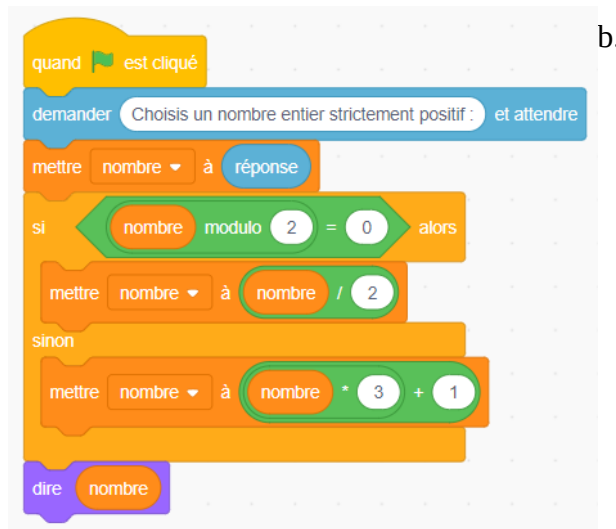 b.
quand est cliqué
demander Choisis un nombre entier strictement positif : et attendre
mettre nombre à réponse
si nombre modulo 2 = 0 alors
mettre nombre à nombre / 2
sinon
mettre nombre à nombre * 3 + 1
dire nombre